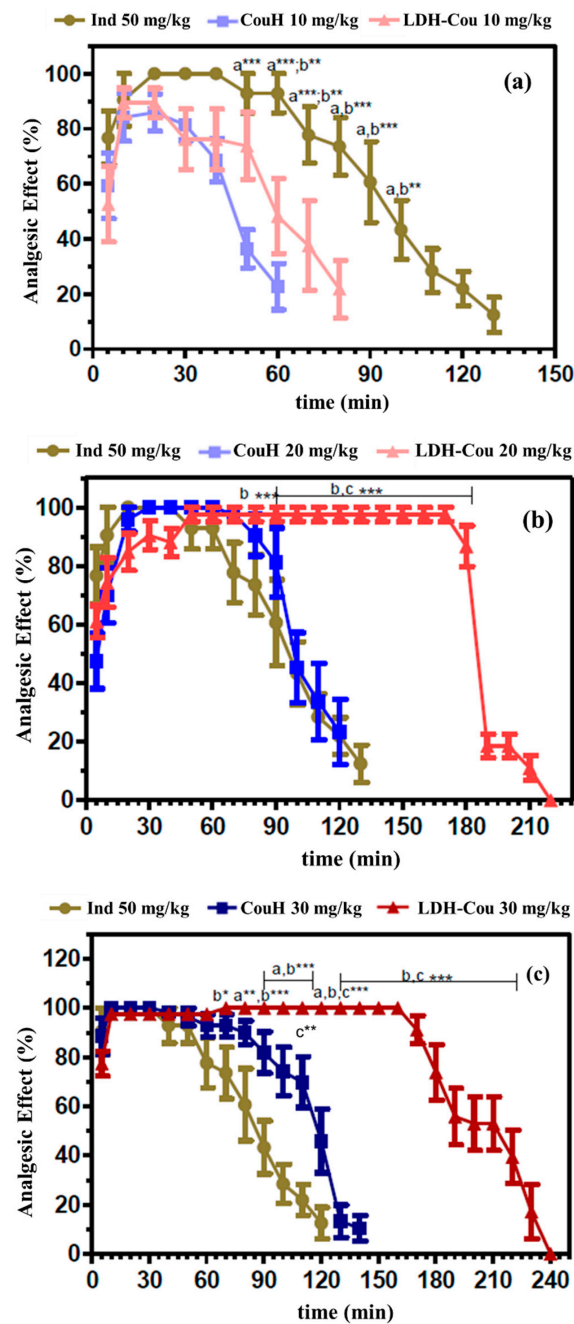 Ind 50 mg/kg CouH 10 mg/kg LDH-Cou 10 mg/kg
(a)
a*** a***;b**
a***;b**
a,b***
a,b***
a,b**
100
80
60
40
20
0
Analgesic Effect (%)
0 30 60 90 120 150
time (min)
Ind 50 mg/kg CouH 20 mg/kg LDH-Cou 20 mg/kg
b *** b,c ***
(b)
100
80
60
40
20
0
Analgesic Effect (%)
0 30 60 90 120 150 180 210
time (min)
Ind 50 mg/kg CouH 30 mg/kg LDH-Cou 30 mg/kg
(c)
a,b*** b,c ***
b* a**,b*** a,b,c***
c**
120
100
80
60
40
20
0
Analgesic Effect (%)
0 30 60 90 120 150 180 210 240
time (min)